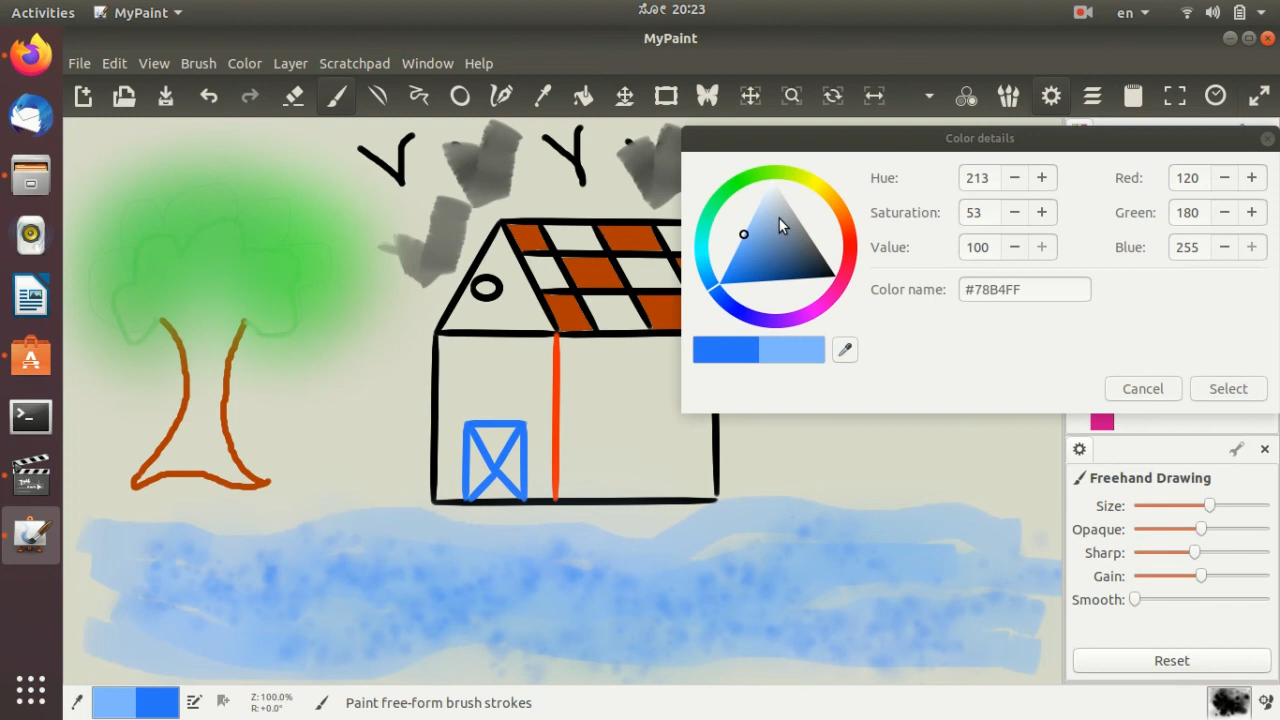 Activities MyPaint ಸೋಮ 20:23 en
MyPaint
File Edit View Brush Color Layer Scratchpad Window Help
Color details
Hue: 213 Red: 120
Saturation: 53 Green: 180
Value: 100 Blue: 255
Color name: #78B4FF
Cancel Select
Freehand Drawing
Size:
Opaque:
Sharp:
Gain:
Smooth:
Reset
Z: 100.0%
R: +0.0°
Paint free-form brush strokes